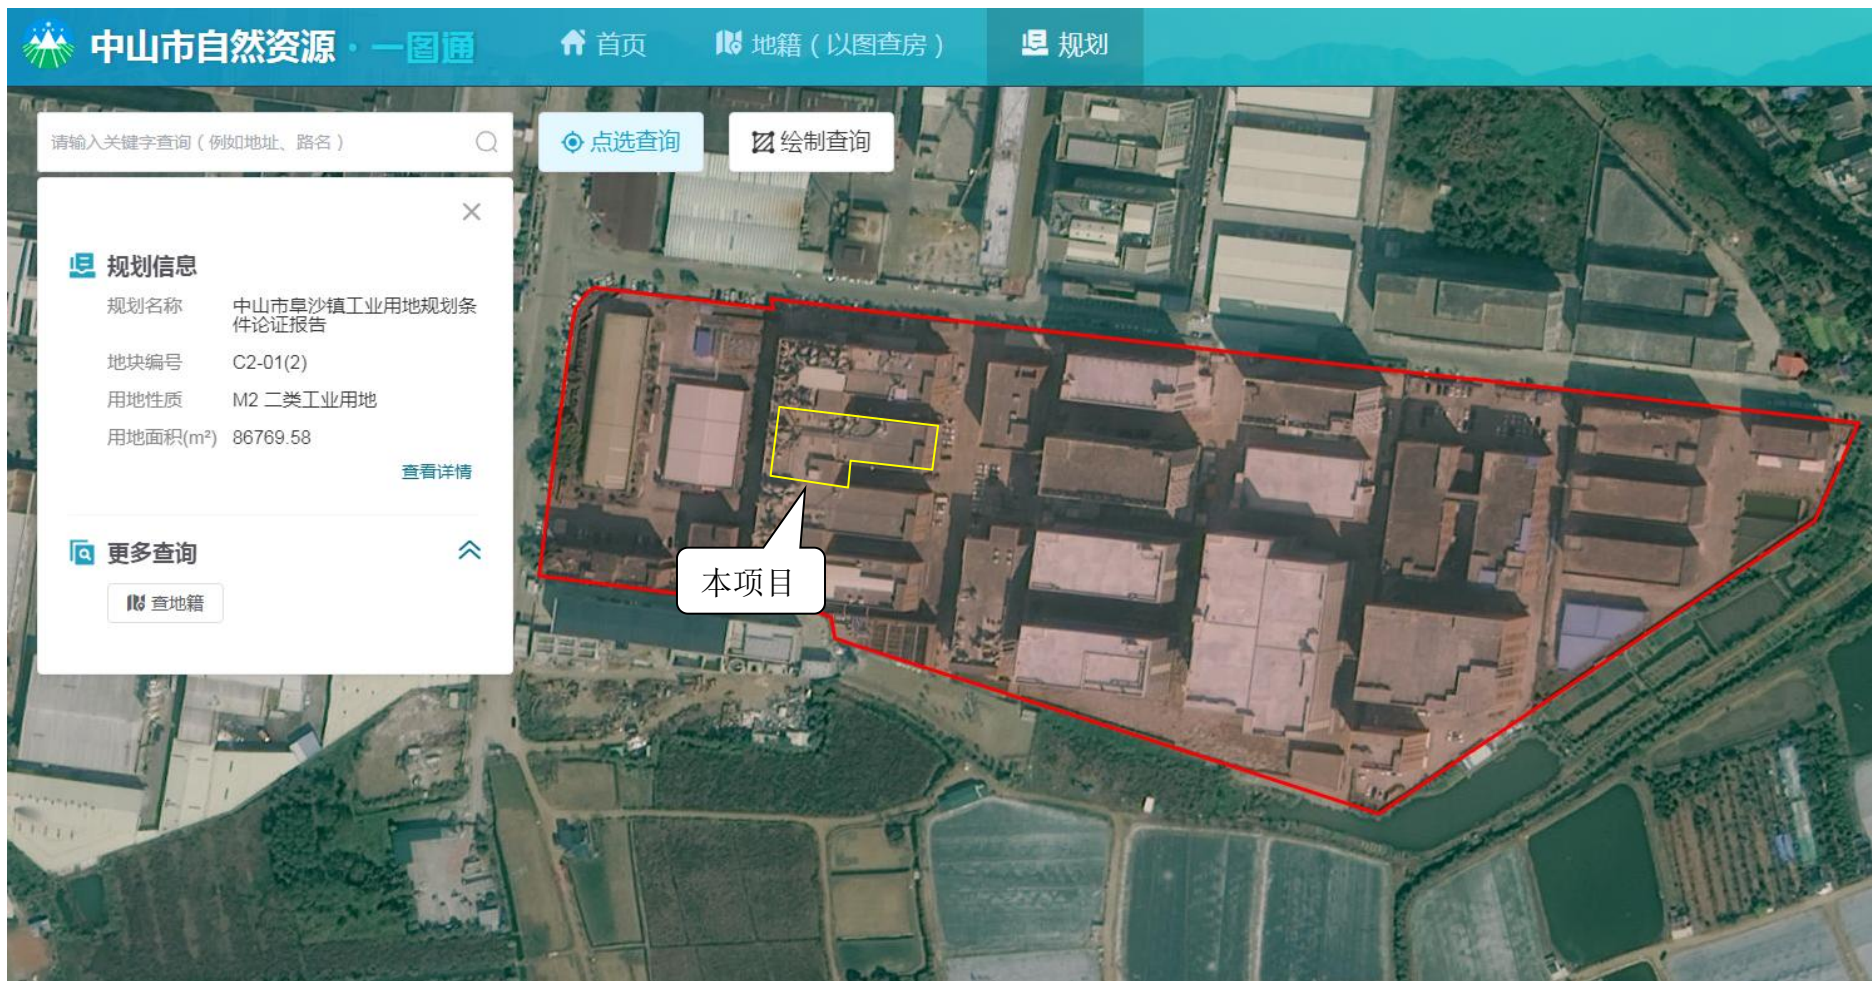 中山市自然资源·一图通
首页
地籍（以图查房）
规划
请输入关键字查询（例如地址、路名）
点选查询
绘制查询
规划信息
规划名称 中山市阜沙镇工业用地规划条
件论证报告
地块编号 C2-01(2)
用地性质 M2 二类工业用地
用地面积(m²) 86769.58
查看详情
更多查询
查地籍
本项目